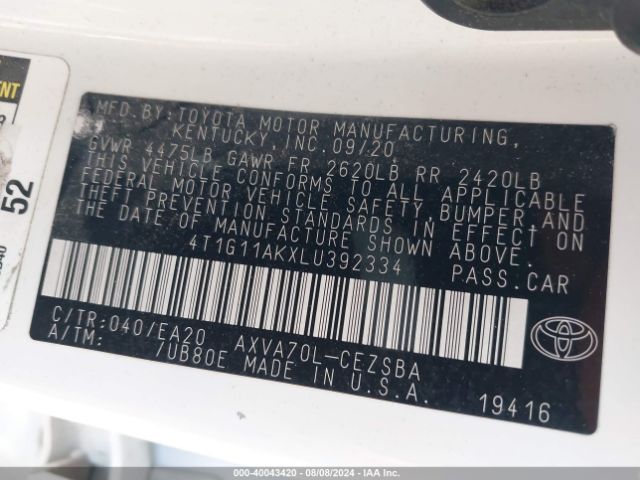 MFD.BY:TOYOTA MOTOR MANUFACTURING,
KENTUCKY,INC.09/20
GVWR 4475LB GAWR FR 2620LB RR 2420LB
THIS VEHICLE CONFORMS TO ALL APPLICABLE
FEDERAL MOTOR VEHICLE SAFETY,BUMPER AND
THEFT PREVENTION STANDARDS IN EFFECT ON
THE DATE OF MANUFACTURE SHOWN ABOVE.
4T1G11AKXLU392334 PASS.CAR
C/TR:040/EA20 AXVA70L-CEZSBA
A/TM: /UB80E MADE IN U.S.A.
19416
TOYOTA
52
000-40043420 - 08/08/2024 - IAA Inc.